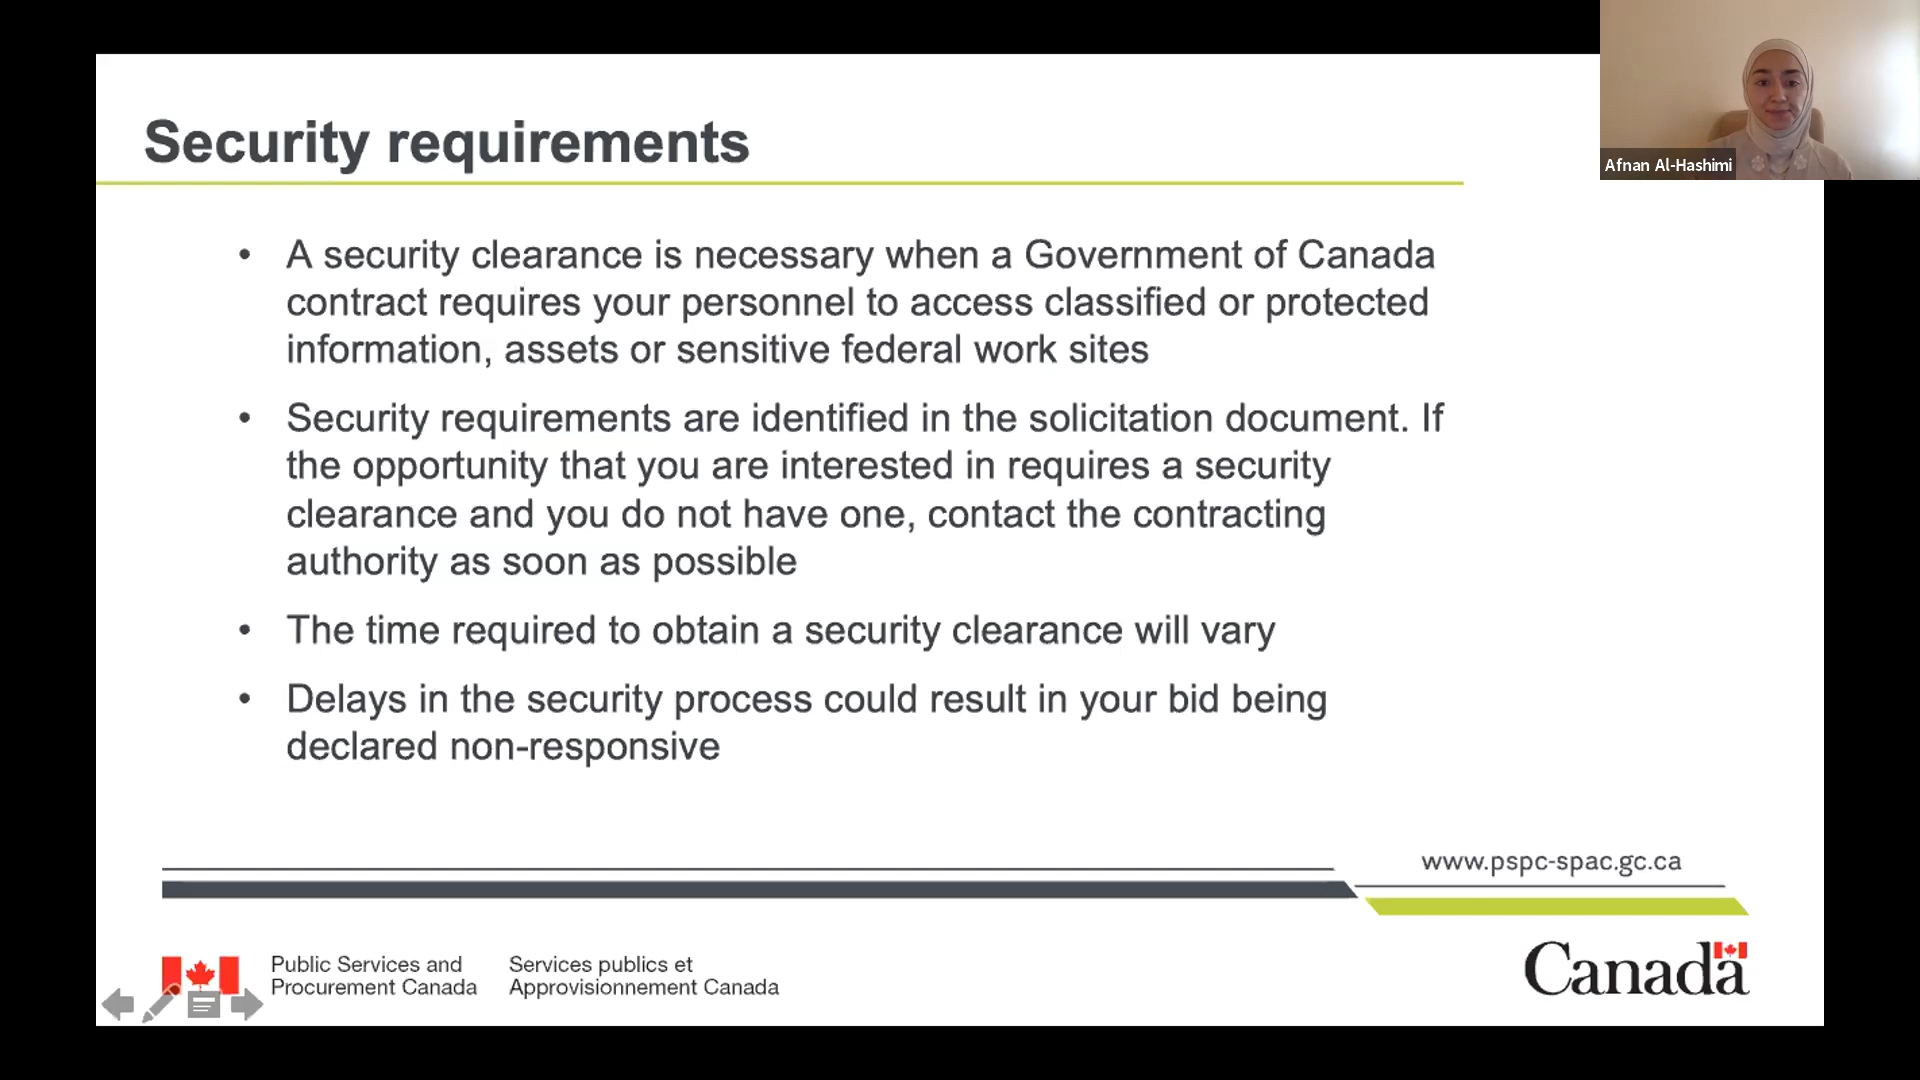 Security requirements
Afnan Al-Hashimi
• A security clearance is necessary when a Government of Canada
contract requires your personnel to access classified or protected
information, assets or sensitive federal work sites
• Security requirements are identified in the solicitation document. If
the opportunity that you are interested in requires a security
clearance and you do not have one, contact the contracting
authority as soon as possible
• The time required to obtain a security clearance will vary
• Delays in the security process could result in your bid being
declared non-responsive
www.pspc-spac.gc.ca
Public Services and
Procurement Canada
Services publics et
Approvisionnement Canada
Canada